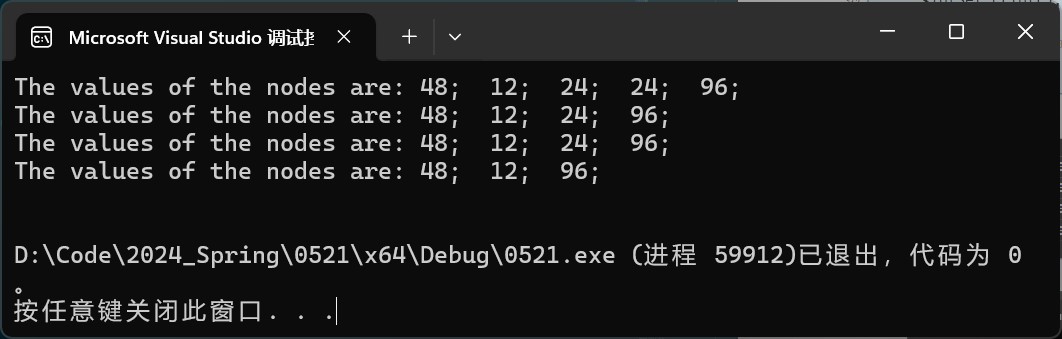 Microsoft Visual Studio 调试控
The values of the nodes are: 48;  12;  24;  24;  96;
The values of the nodes are: 48;  12;  24;  96;
The values of the nodes are: 48;  12;  24;  96;
The values of the nodes are: 48;  12;  96;
D:\Code\2024_Spring\0521\x64\Debug\0521.exe (进程 59912)已退出，代码为 0
。
按任意键关闭此窗口. . .